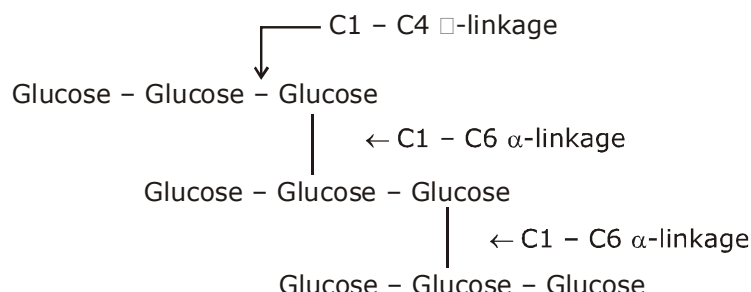 C1 – C4 □-linkage
Glucose – Glucose – Glucose
← C1 – C6 α-linkage
Glucose – Glucose – Glucose
← C1 – C6 α-linkage
Glucose – Glucose – Glucose